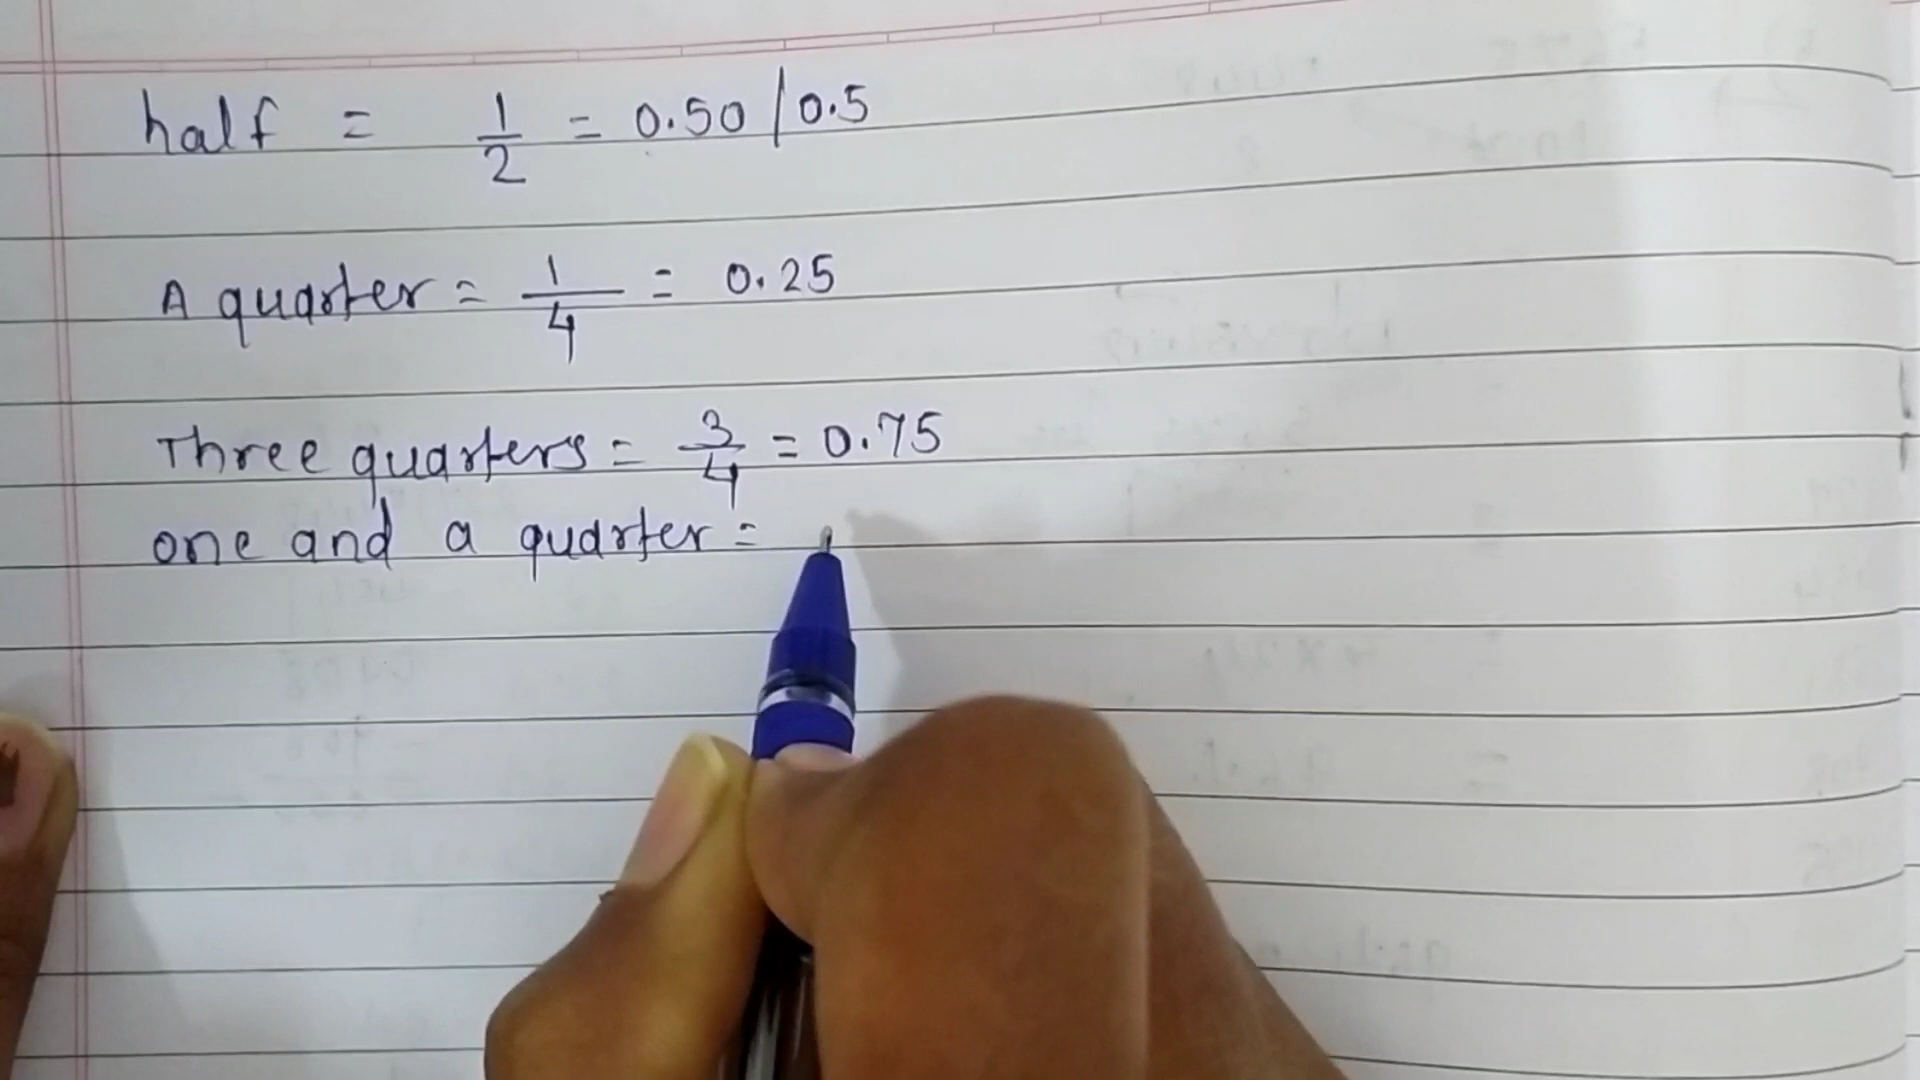 half = 1/2 = 0.50 / 0.5
A quarter = 1/4 = 0.25
Three quarters = 3/4 = 0.75
one and a quarter =